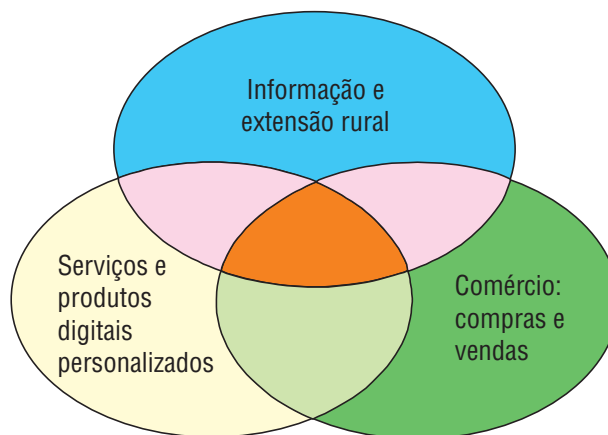 Informação e
extensão rural
Serviços e
produtos
digitais
personalizados
Comércio:
compras e
vendas